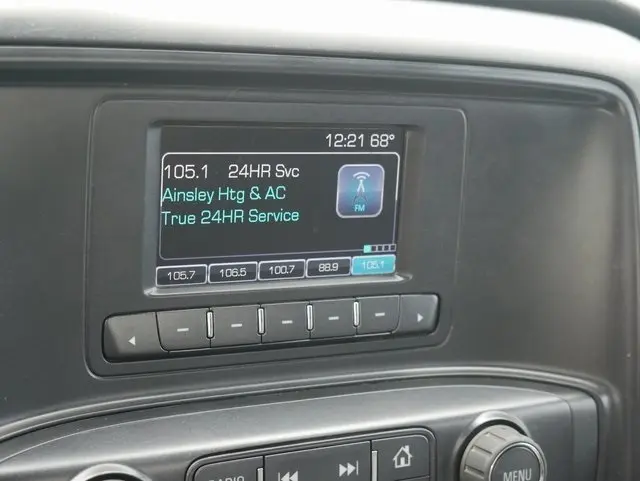 12:21 68°
105.1 24HR Svc
Ainsley Htg & AC
True 24HR Service
FM
105.7 106.5 100.7 88.9 105.1
RADIO
MENU